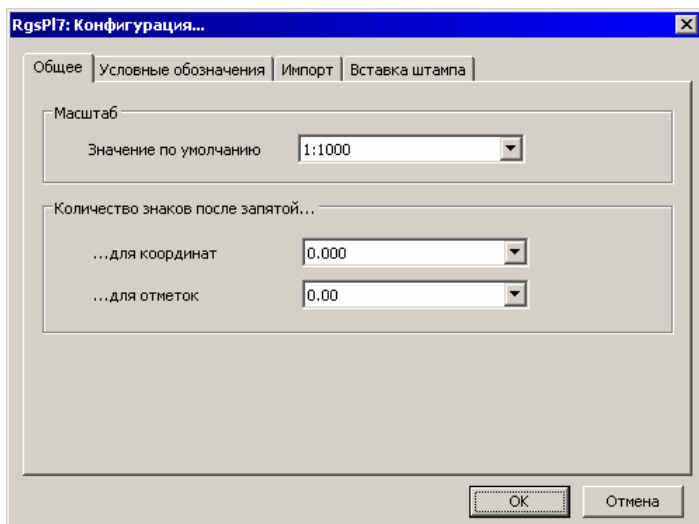 RgsPl7: Конфигурация...
Общее Условные обозначения Импорт Вставка штампа
Масштаб
Значение по умолчанию 1:1000
Количество знаков после запятой...
...для координат 0.000
...для отметок 0.00
OK Отмена